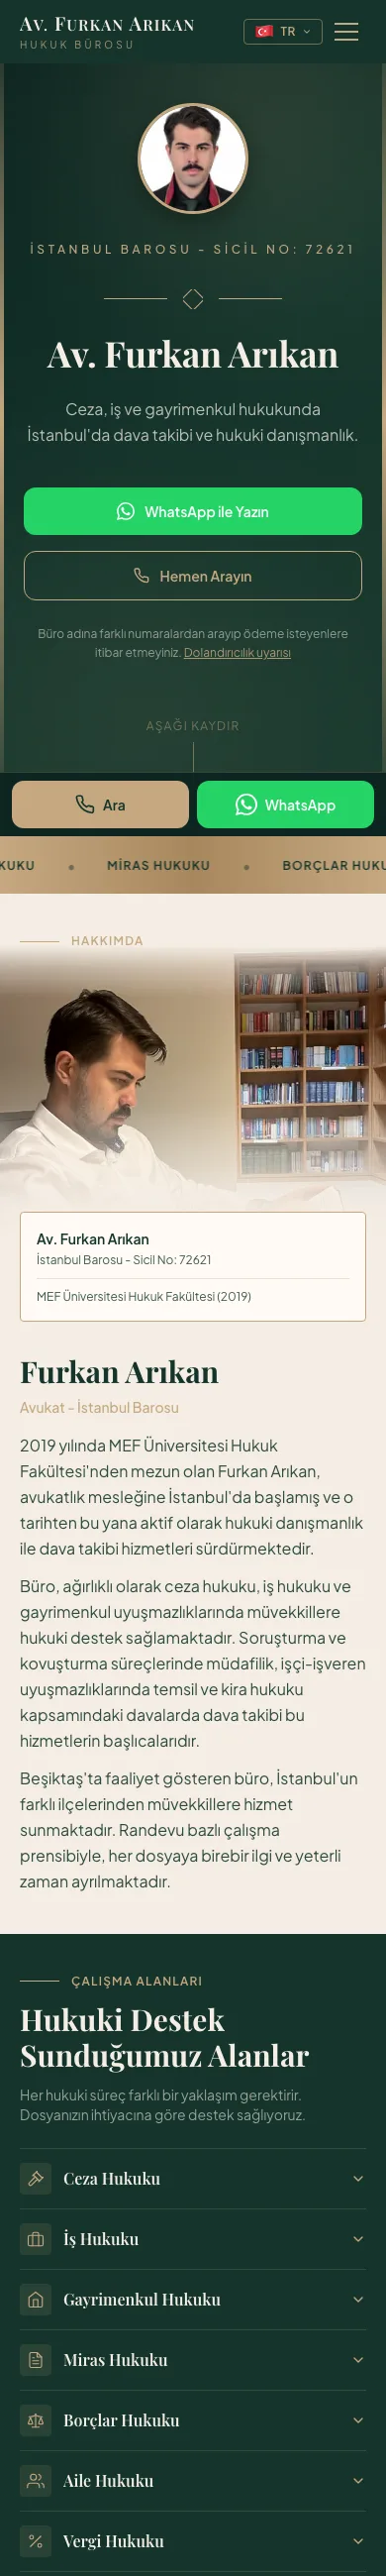 Av. Furkan Arıkan
HUKUK BÜROSU
TR
İSTANBUL BAROSU - SİCİL NO: 72621
Av. Furkan Arıkan
Ceza, iş ve gayrimenkul hukukunda
İstanbul'da dava takibi ve hukuki danışmanlık.
WhatsApp ile Yazın
Hemen Arayın
Büro adına farklı numaralardan arayıp ödeme isteyenlere
itibar etmeyiniz. Dolandırıcılık uyarısı
AŞAĞI KAYDIR
Ara
WhatsApp
KUKU • MİRAS HUKUKU • BORÇLAR HUKU
HAKKIMDA
Av. Furkan Arıkan
İstanbul Barosu - Sicil No: 72621
MEF Üniversitesi Hukuk Fakültesi (2019)
Furkan Arıkan
Avukat - İstanbul Barosu
2019 yılında MEF Üniversitesi Hukuk
Fakültesi'nden mezun olan Furkan Arıkan,
avukatlık mesleğine İstanbul'da başlamış ve o
tarihten bu yana aktif olarak hukuki danışmanlık
ile dava takibi hizmetleri sürdürmektedir.
Büro, ağırlıklı olarak ceza hukuku, iş hukuku ve
gayrimenkul uyuşmazlıklarında müvekkillere
hukuki destek sağlamaktadır. Soruşturma ve
kovuşturma süreçlerinde müdafilik, işçi-işveren
uyuşmazlıklarında temsil ve kira hukuku
kapsamındaki davalarda dava takibi bu
hizmetlerin başlıcalarıdır.
Beşiktaş'ta faaliyet gösteren büro, İstanbul'un
farklı ilçelerinden müvekkillere hizmet
sunmaktadır. Randevu bazlı çalışma
prensibiyle, her dosyaya birebir ilgi ve yeterli
zaman ayrılmaktadır.
ÇALIŞMA ALANLARI
Hukuki Destek
Sunduğumuz Alanlar
Her hukuki süreç farklı bir yaklaşım gerektirir.
Dosyanızın ihtiyacına göre destek sağlıyoruz.
Ceza Hukuku
İş Hukuku
Gayrimenkul Hukuku
Miras Hukuku
Borçlar Hukuku
Aile Hukuku
Vergi Hukuku